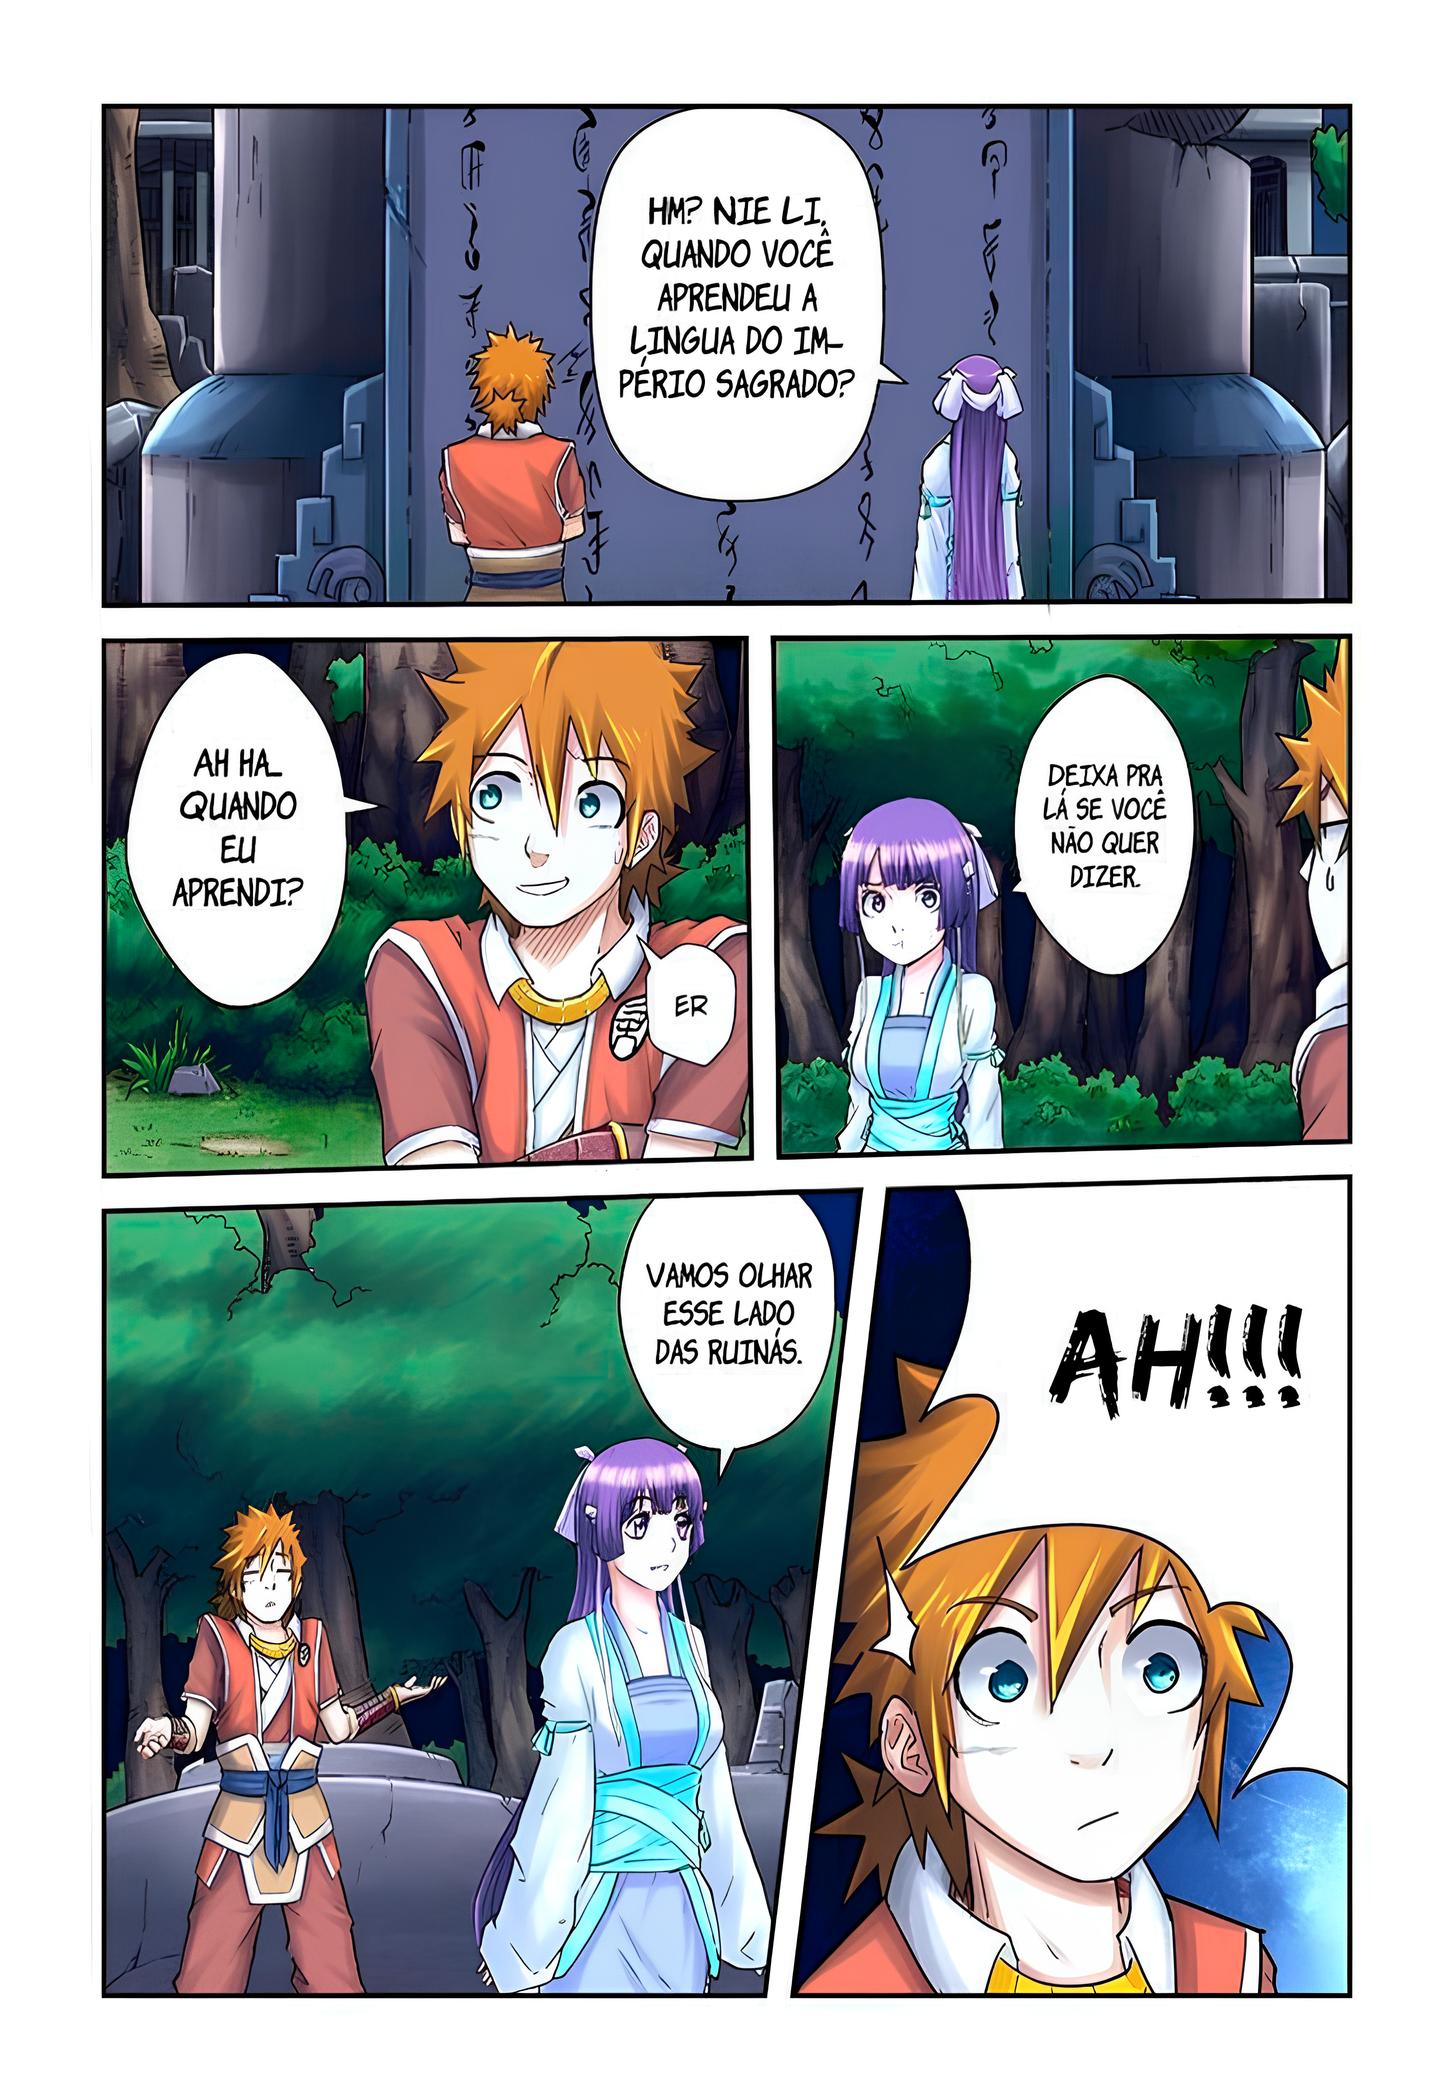 HM? NIE LI,
QUANDO VOCÊ
APRENDEU A
LINGUA DO IM-
PÉRIO SAGRADO?
AH HA...
QUANDO
EU
APRENDI?
ER
DEIXA PRA
LÁ SE VOCÊ
NÃO QUER
DIZER.
VAMOS OLHAR
ESSE LADO
DAS RUINÁS.
AH!!!